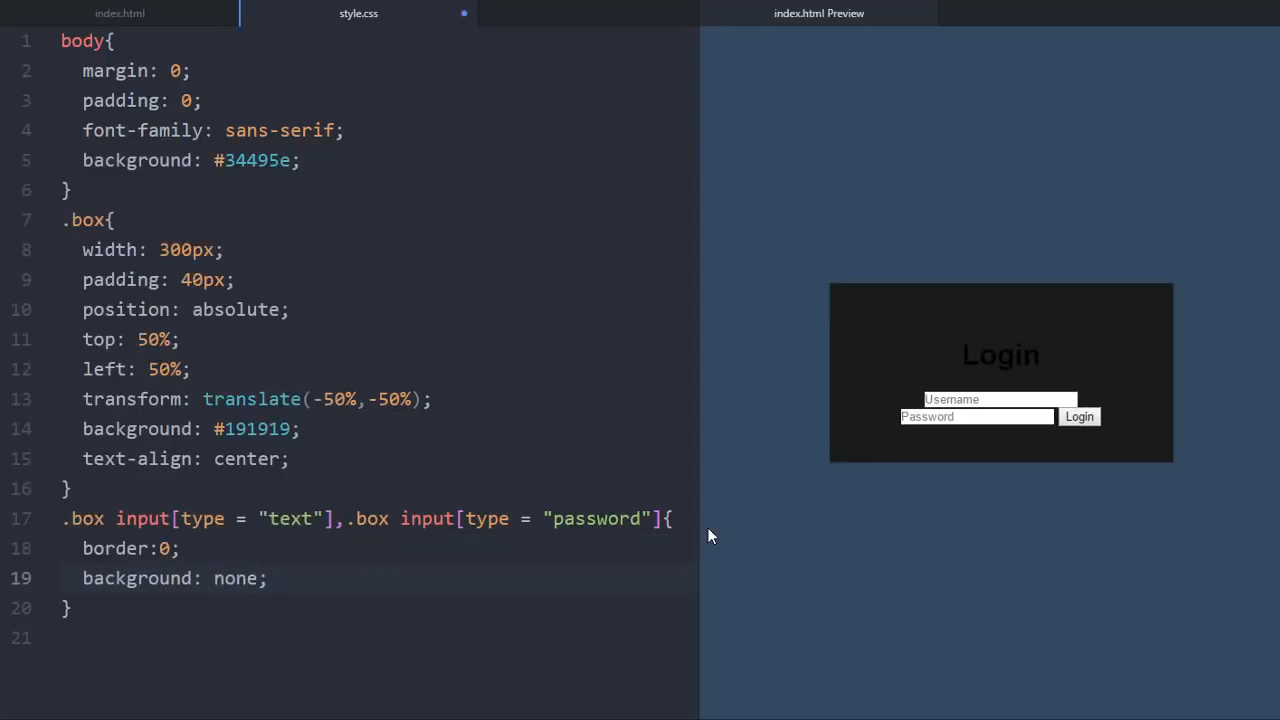 index.html
style.css
index.html Preview
1 body{
2 margin: 0;
3 padding: 0;
4 font-family: sans-serif;
5 background: #34495e;
6 }
7 .box{
8 width: 300px;
9 padding: 40px;
10 position: absolute;
11 top: 50%;
12 left: 50%;
13 transform: translate(-50%,-50%);
14 background: #191919;
15 text-align: center;
16 }
17 .box input[type = "text"],.box input[type = "password"]{
18 border:0;
19 background: none;
20 }
21
Login
Username
Password
Login